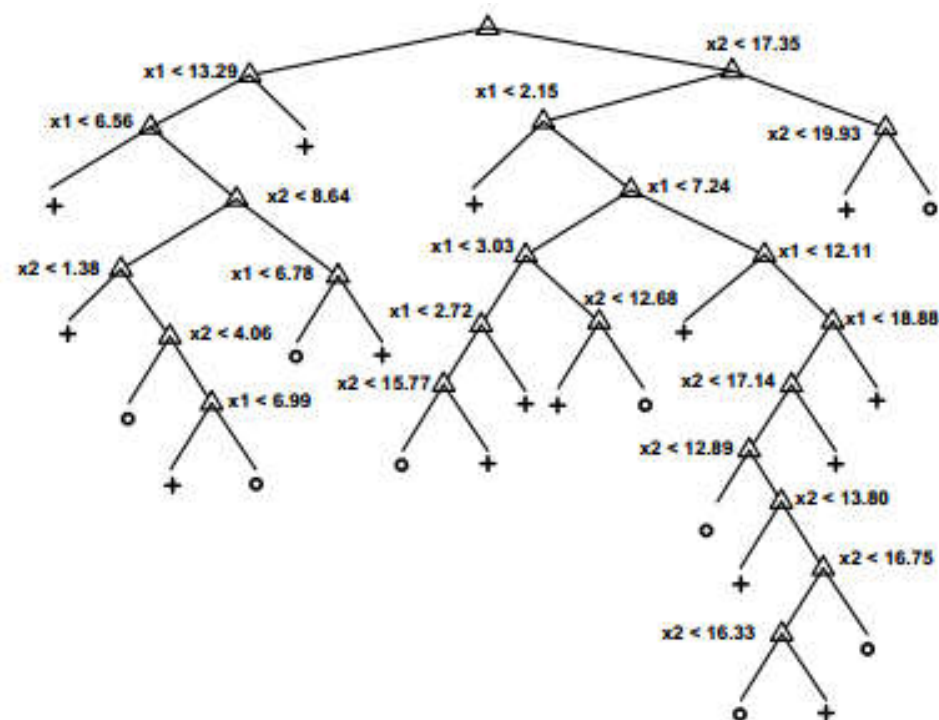 x2 < 17.35
x1 < 13.29
x1 < 2.15
x1 < 6.56
x2 < 19.93
x1 < 7.24
x2 < 8.64
+
+
+
+
o
x1 < 3.03
x1 < 12.11
x2 < 1.38
x1 < 6.78
x2 < 12.68
x1 < 2.72
x1 < 18.88
+
x2 < 4.06
+
o
+
x2 < 15.77
x2 < 17.14
x1 < 6.99
+
+
o
+
o
x2 < 12.89
o
+
+
+
o
x2 < 13.80
o
x2 < 16.75
+
x2 < 16.33
o
o
+